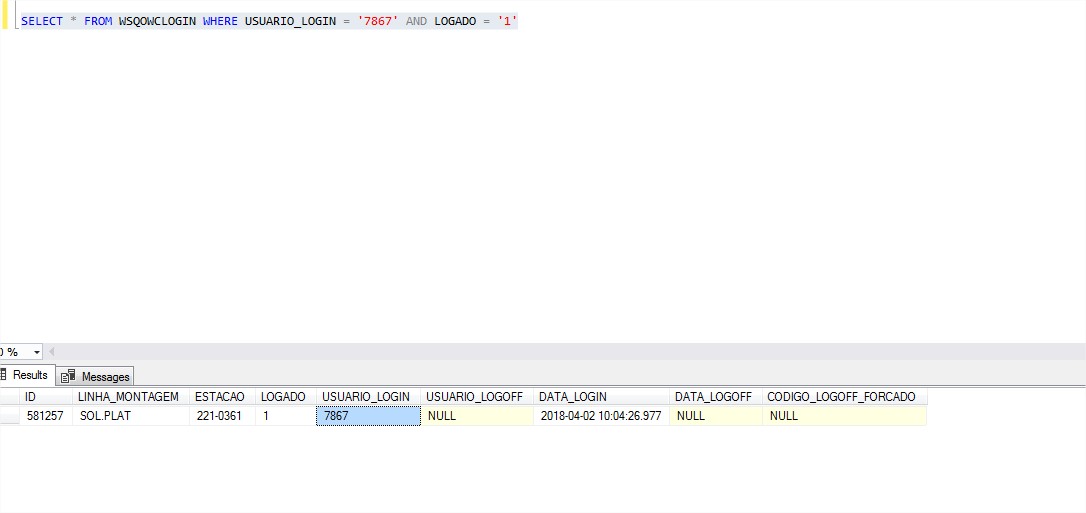 SELECT * FROM WSQOWCLOGIN WHERE USUARIO_LOGIN = '7867' AND LOGADO = '1'
%
Results Messages
ID LINHA_MONTAGEM ESTACAO LOGADO USUARIO_LOGIN USUARIO_LOGOFF DATA_LOGIN DATA_LOGOFF CODIGO_LOGOFF_FORCADO
581257 SOL.PLAT 221-0361 1 7867 NULL 2018-04-02 10:04:26.977 NULL NULL